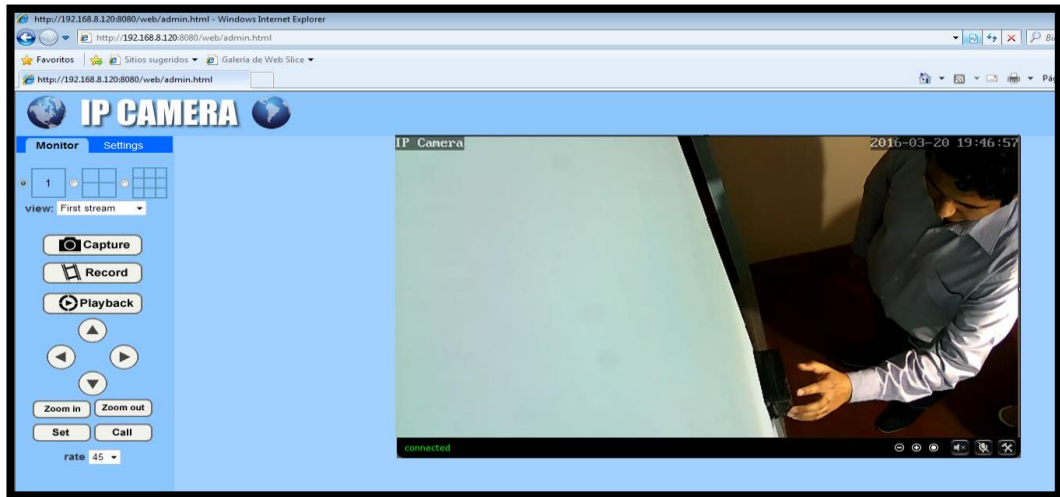 http://192.168.8.120:8080/web/admin.html - Windows Internet Explorer
http://192.168.8.120:8080/web/admin.html
Favoritos Sitios sugeridos Galería de Web Slice
http://192.168.8.120:8080/web/admin.html
IP CAMERA
Monitor Settings
1
view: First stream
Capture
Record
Playback
Zoom in Zoom out
Set Call
rate 45
IP Camera 2016-03-20 19:46:57
connected